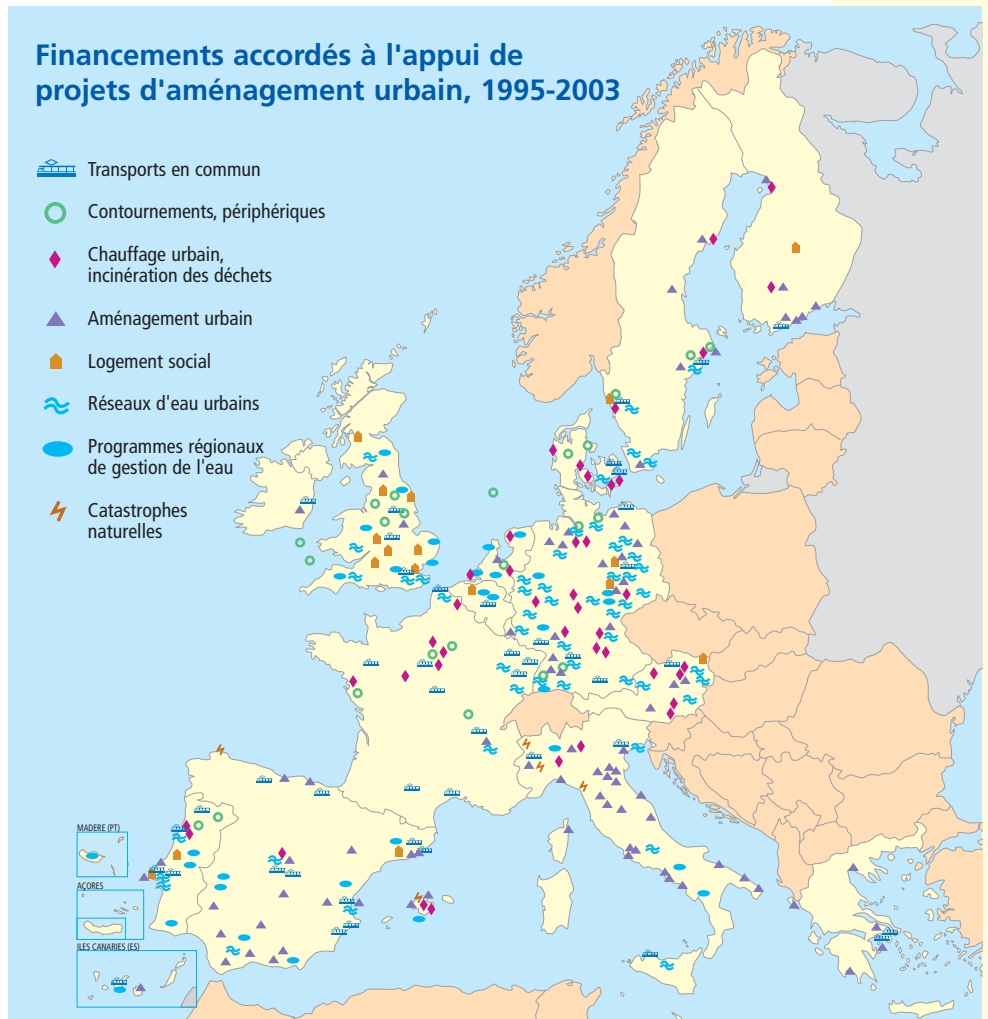 Financements accordés à l'appui de
projets d'aménagement urbain, 1995-2003
Transports en commun
Contournements, périphériques
Chauffage urbain,
incinération des déchets
Aménagement urbain
Logement social
Réseaux d'eau urbains
Programmes régionaux
de gestion de l'eau
Catastrophes
naturelles
MADERE (PT)
AÇORES
ILES CANARIES (ES)